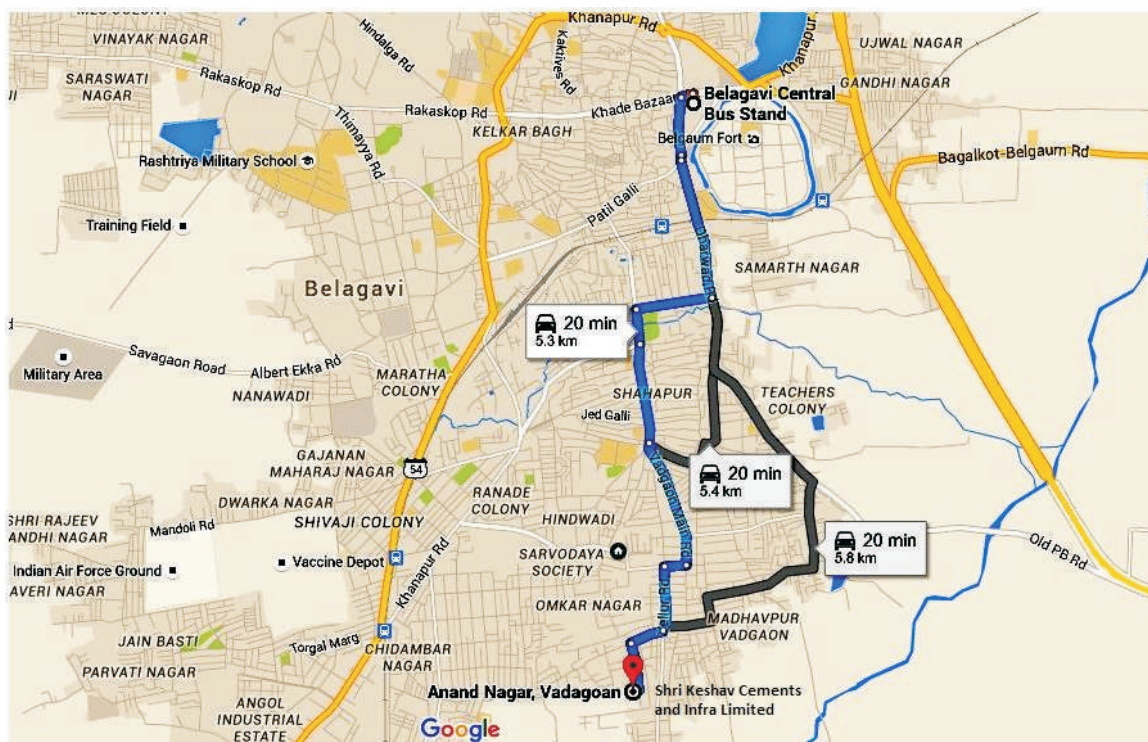 Khanapur Rd
VINAYAK NAGAR
Hindalga Rd
Kaktives Rd
Khanapur
UJWAL NAGAR
SARASWATI
NAGAR
Rakaskop Rd
Rakaskop Rd
Khade Bazaar
Belagavi Central
Bus Stand
GANDHI NAGAR
KELKAR BAGH
Belgaum Fort
Thimayya Rd
Rashtriya Military School
Bagalkot-Belgaum Rd
Patil Galli
Training Field
SAMARTH NAGAR
Belagavi
20 min
5.3 km
Savagaon Road
Albert Ekka Rd
Military Area
NANAWADI
MARATHA
COLONY
SHAHAPUR
TEACHERS
COLONY
Jed Galli
GAJANAN
MAHARAJ NAGAR
54
20 min
5.4 km
Vadgaon Main Rd
DWARKA NAGAR
RANADE
COLONY
SHRI RAJEEV
GANDHI NAGAR
Mandoli Rd
SHIVAJI COLONY
HINDWADI
20 min
5.8 km
Old PB Rd
Indian Air Force Ground
Vaccine Depot
Khanapur Rd
SARVODAYA
SOCIETY
OMKAR NAGAR
MADHAVPUR
VADGAON
JAIN BASTI
Torgal Marg
CHIDAMBAR
NAGAR
PARVATI NAGAR
Anand Nagar, Vadagoan
Shri Keshav Cements
and Infra Limited
ANGOL
INDUSTRIAL
ESTATE
Google